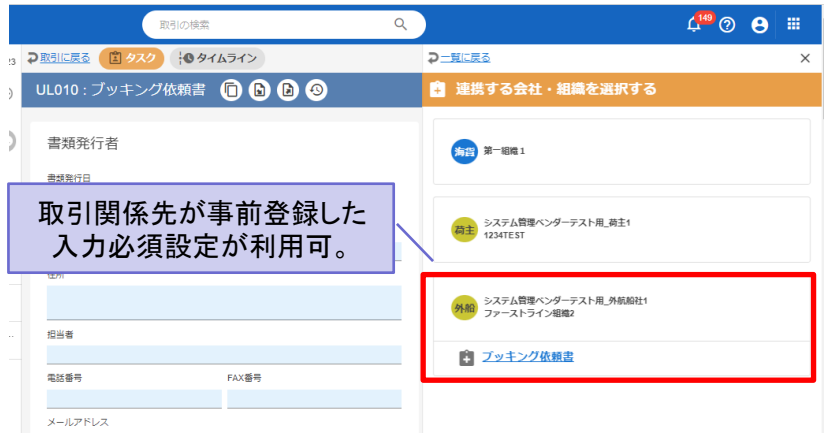 取引の検索
149
23
取引に戻る
タスク
タイムライン
一覧に戻る
UL010 : ブッキング依頼書
連携する会社・組織を選択する
書類発行者
海貨
第一組織1
書類発行日
取引関係先が事前登録した
入力必須設定が利用可。
荷主
システム管理ベンダーテスト用_荷主1
1234TEST
住所
外船
システム管理ベンダーテスト用_外航船社1
ファーストライン組織2
担当者
ブッキング依頼書
電話番号
FAX番号
メールアドレス